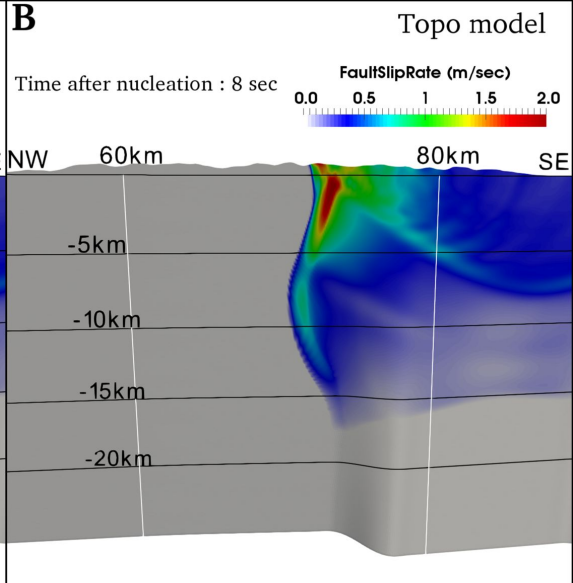 B
Topo model
Time after nucleation : 8 sec
FaultSlipRate (m/sec)
0.0 0.5 1 1.5 2.0
NW 60km 80km SE
-5km
-10km
-15km
-20km